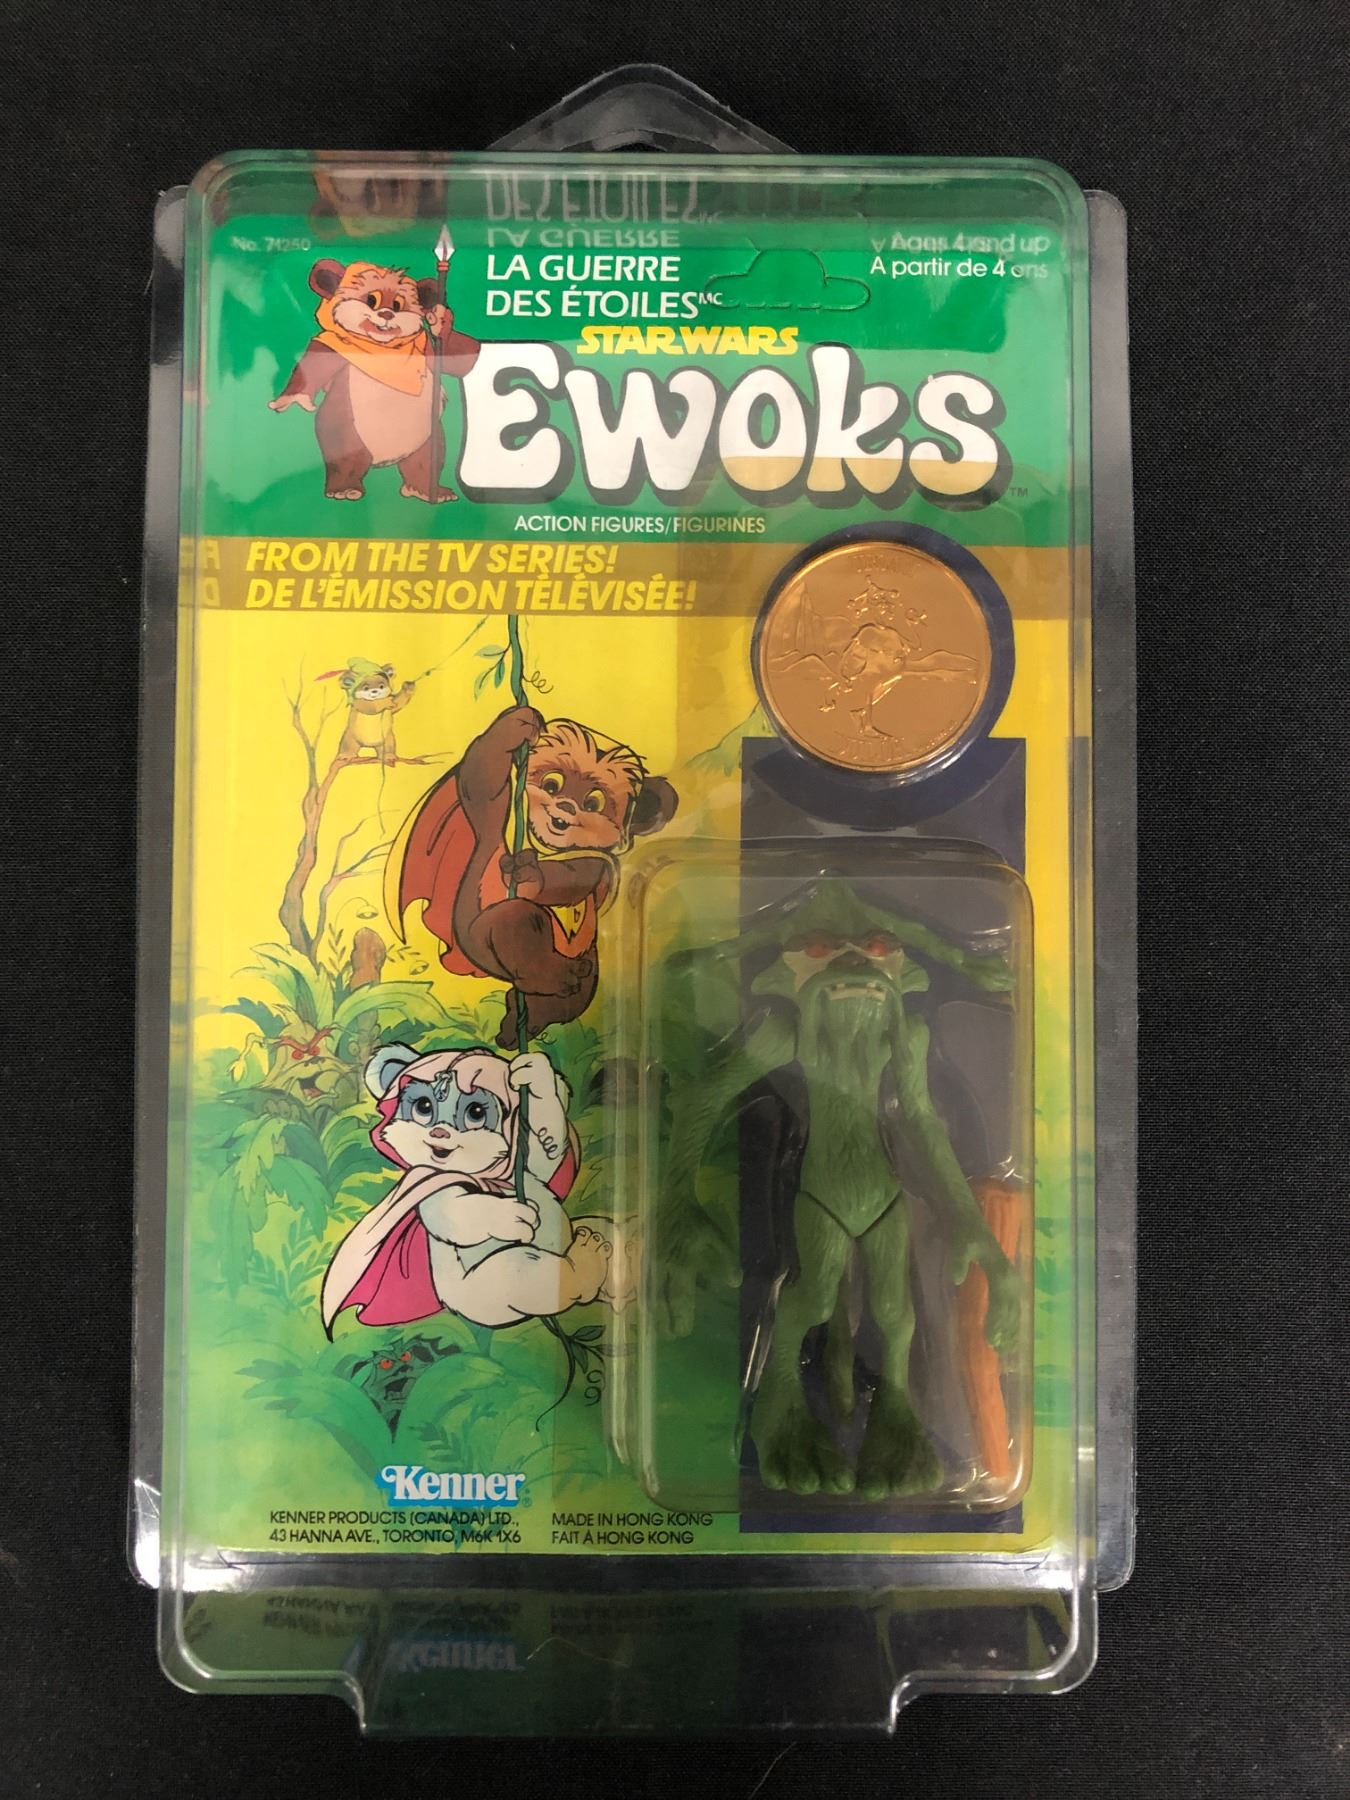 No. 71250
LA GUERRE
DES ÉTOILES MC
Ages 4 and up
A partir de 4 ans
STAR WARS
EWOKS
TM
ACTION FIGURES/FIGURINES
FROM THE TV SERIES!
DE L'ÉMISSION TÉLÉVISÉE!
Kenner®
KENNER PRODUCTS (CANADA) LTD.,
43 HANNA AVE., TORONTO, M6K 1X6
MADE IN HONG KONG
FAIT À HONG KONG